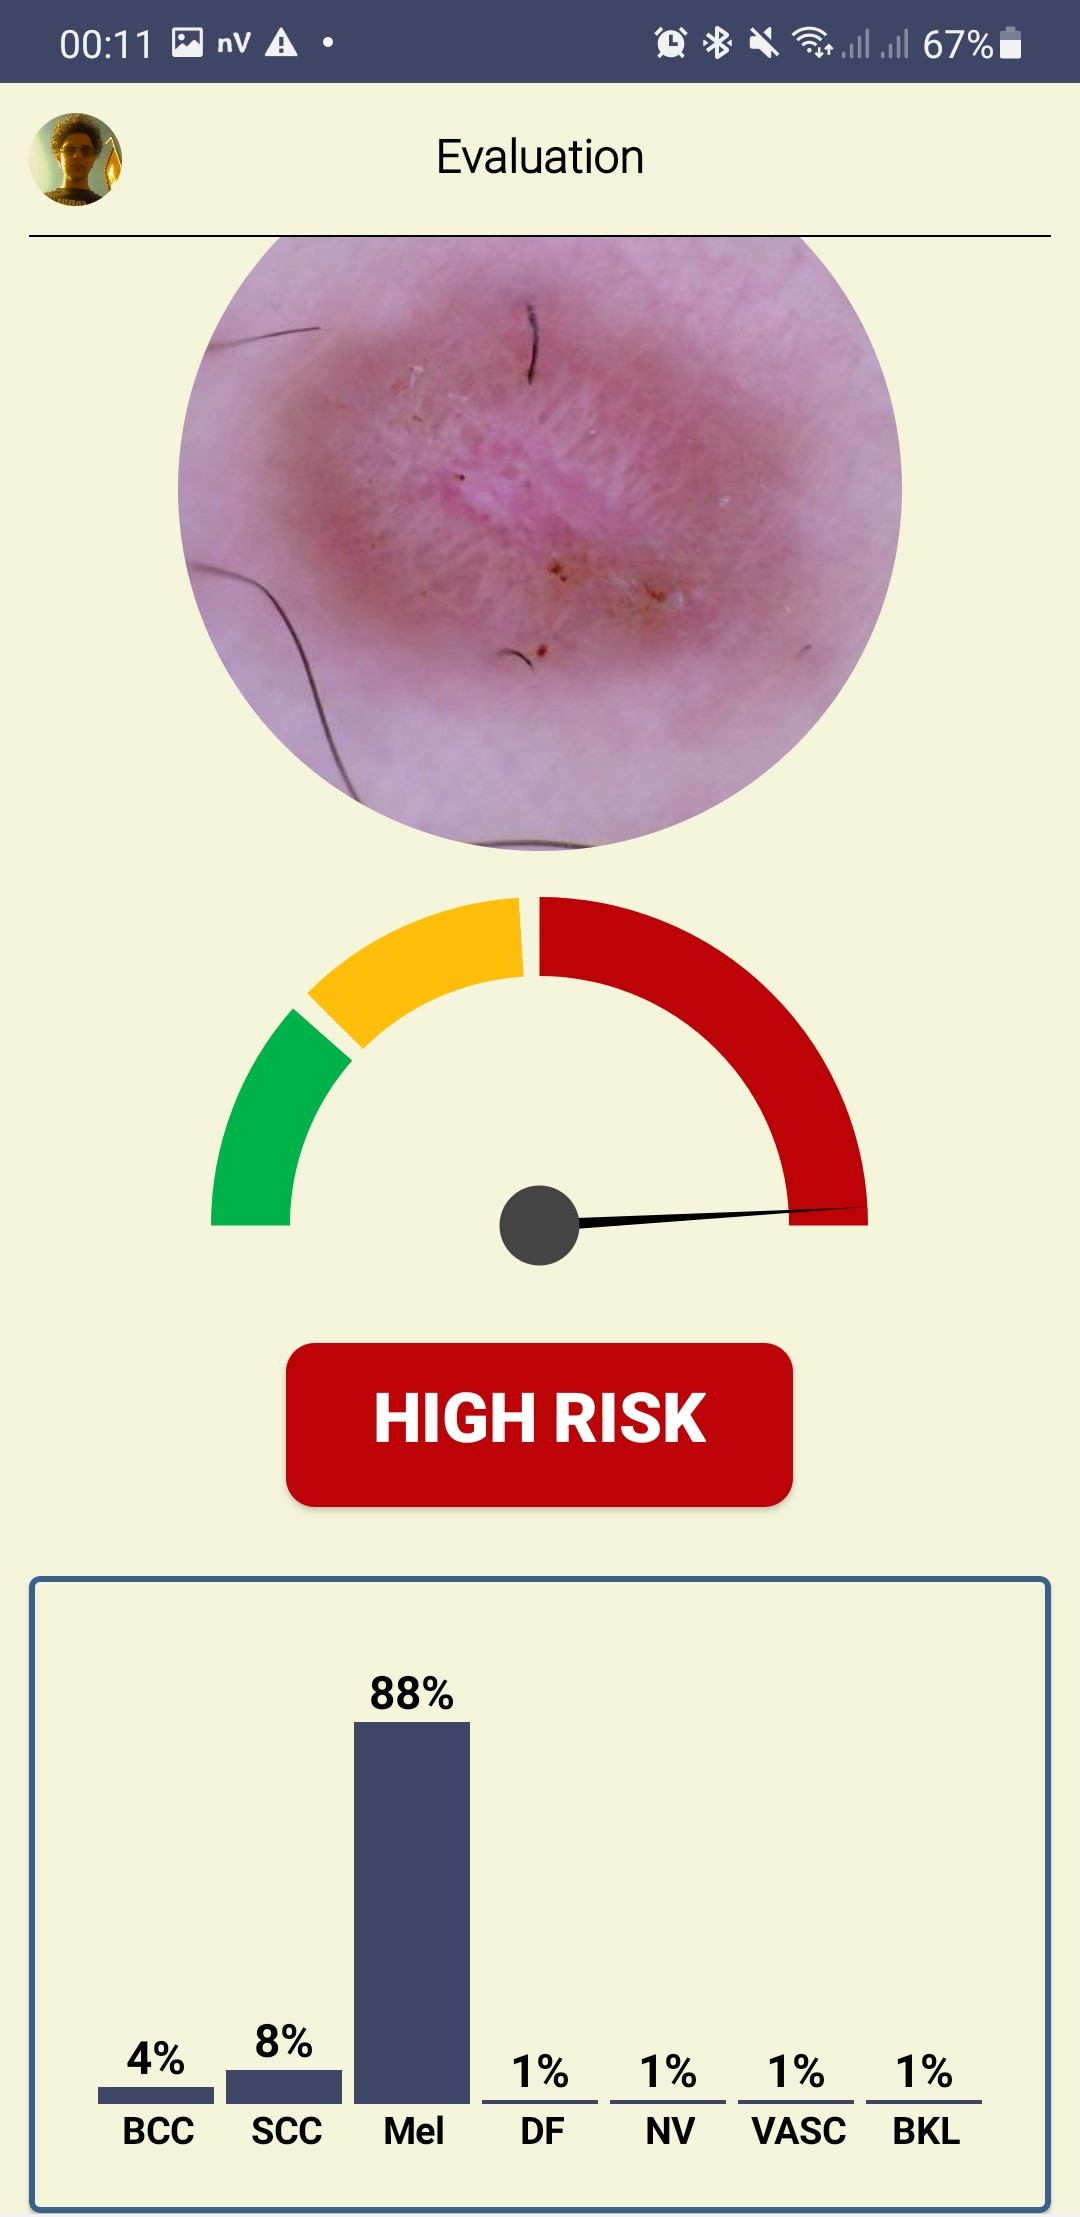 00:11 nV 67%
Evaluation
HIGH RISK
88%
4% 8% 1% 1% 1% 1%
BCC SCC Mel DF NV VASC BKL